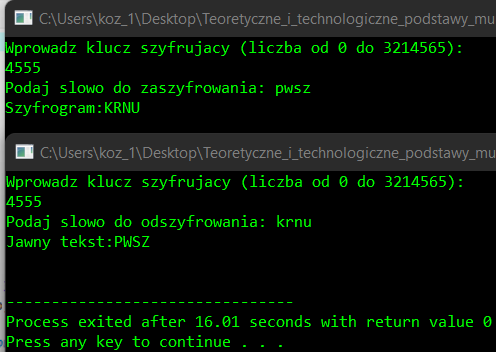 C:\Users\koz_1\Desktop\Teoretyczne_i_technologiczne_podstawy_mu
Wprowadz klucz szyfrujacy (liczba od 0 do 3214565):
4555
Podaj slowo do zaszyfrowania: pwsz
Szyfrogram:KRNU
C:\Users\koz_1\Desktop\Teoretyczne_i_technologiczne_podstawy_mu
Wprowadz klucz szyfrujacy (liczba od 0 do 3214565):
4555
Podaj slowo do odszyfrowania: krnu
Jawny tekst:PWSZ
--------------------------------
Process exited after 16.01 seconds with return value 0
Press any key to continue . . .